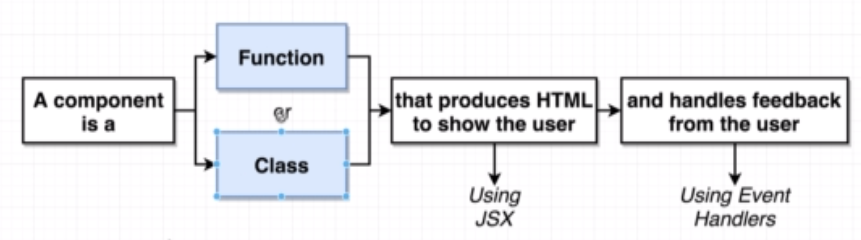 A component
is a
Function
or
Class
that produces HTML
to show the user
and handles feedback
from the user
Using
JSX
Using Event
Handlers